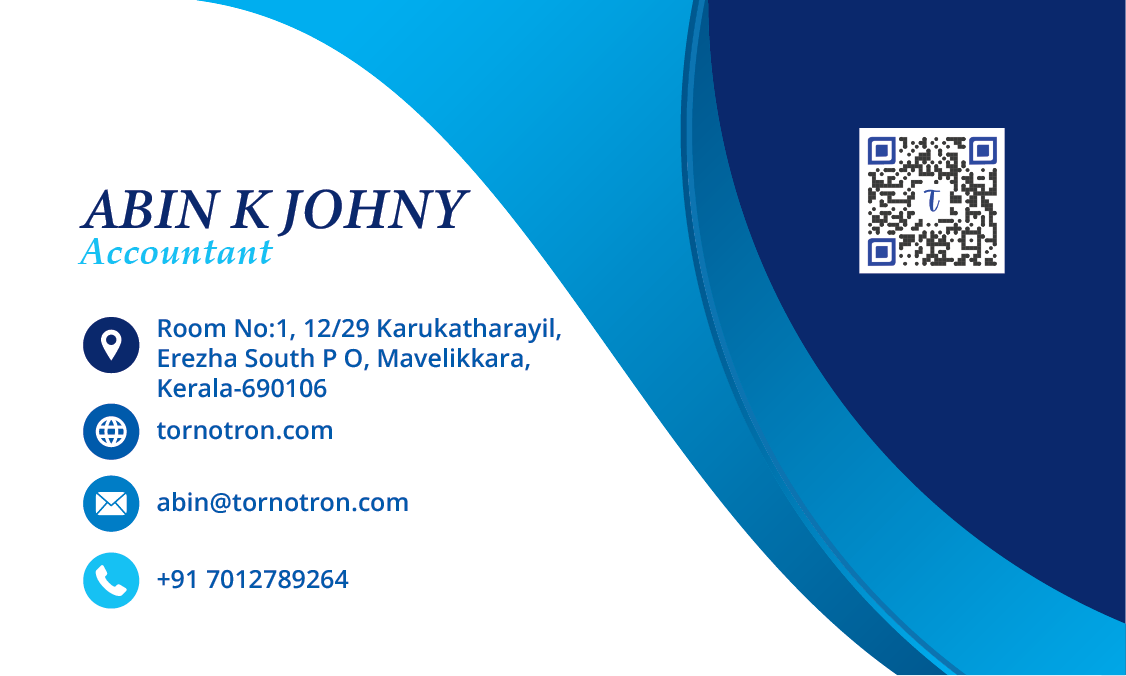 ABIN K JOHNY
Accountant
Room No:1, 12/29 Karukatharayil,
Erezha South P O, Mavelikkara,
Kerala-690106
tornotron.com
abin@tornotron.com
+91 7012789264
τ